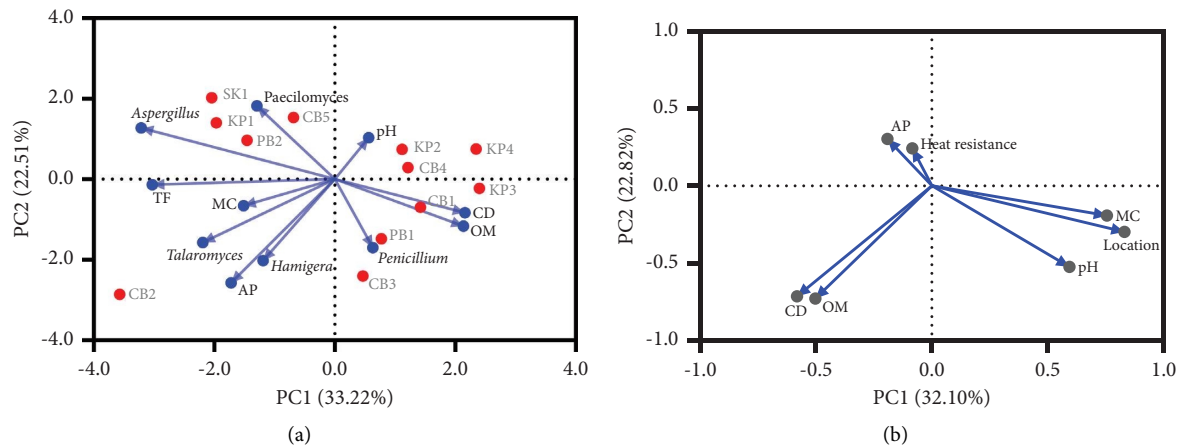 4.0
2.0
0.0
-2.0
-4.0
PC2 (22.51%)
SK1
Paecilomyces
Aspergillus
KP1
CB5
PB2
pH
KP2
KP4
CB4
TF
MC
CB1
KP3
CD
OM
Talaromyces
PB1
Hamigera
Penicillium
AP
CB3
CB2
-4.0 -2.0 0.0 2.0 4.0
PC1 (33.22%)
(a)
1.0
0.5
0.0
-0.5
-1.0
PC2 (22.82%)
AP
Heat resistance
MC
Location
pH
CD
OM
-1.0 -0.5 0.0 0.5 1.0
PC1 (32.10%)
(b)